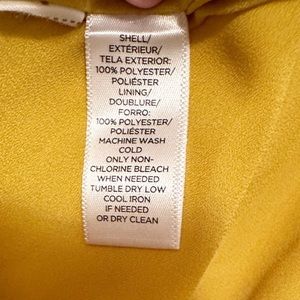 SHELL/
EXTÉRIEUR/
TELA EXTERIOR:
100% POLYESTER/
POLIÉSTER
LINING/
DOUBLURE/
FORRO:
100% POLYESTER/
POLIÉSTER
MACHINE WASH
COLD
ONLY NON-
CHLORINE BLEACH
WHEN NEEDED
TUMBLE DRY LOW
COOL IRON
IF NEEDED
OR DRY CLEAN